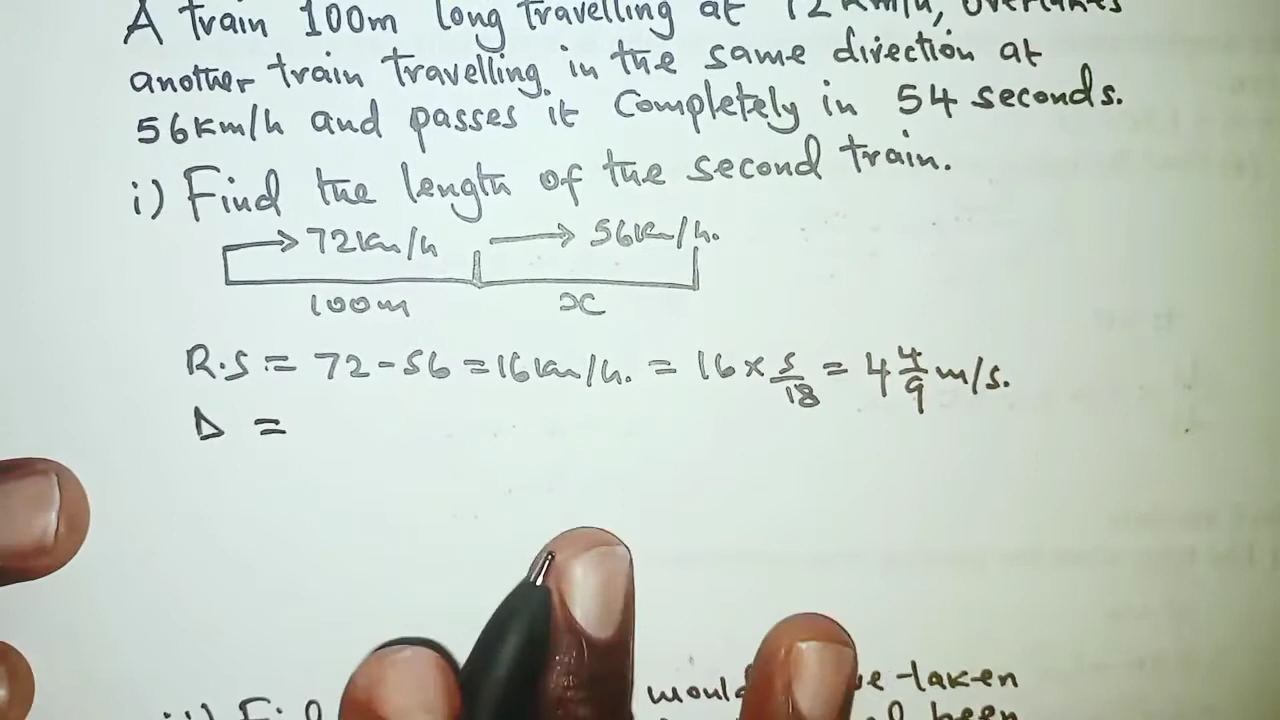 A train 100m long travelling at 72km/h, overtakes
another train travelling in the same direction at
56km/h and passes it completely in 54 seconds.
i) Find the length of the second train.
72km/h 56km/h.
100m x
R.S = 72-56 = 16km/h. = 16 × 5/18 = 4 4/9 m/s.
D =
would taken
been